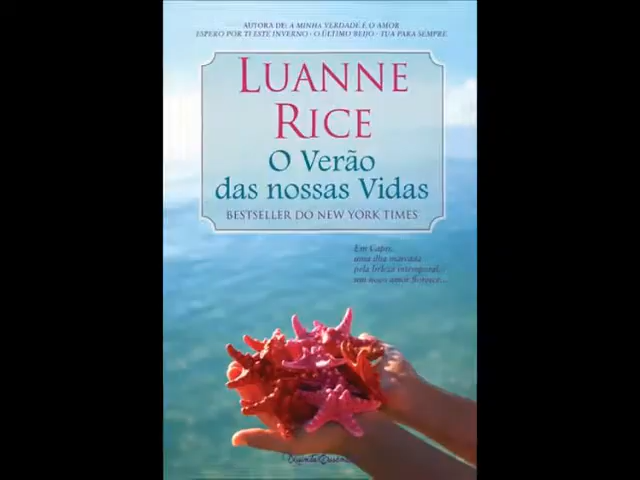 AUTORA DE: A MINHA VERDADE É O AMOR
ESPERO POR TI ESTE INVERNO · O ÚLTIMO BEIJO · TUA PARA SEMPRE
LUANNE
RICE
O Verão
das nossas Vidas
BESTSELLER DO NEW YORK TIMES
Em Capri,
uma ilha marcada
pela beleza intemporal,
um novo amor floresce...